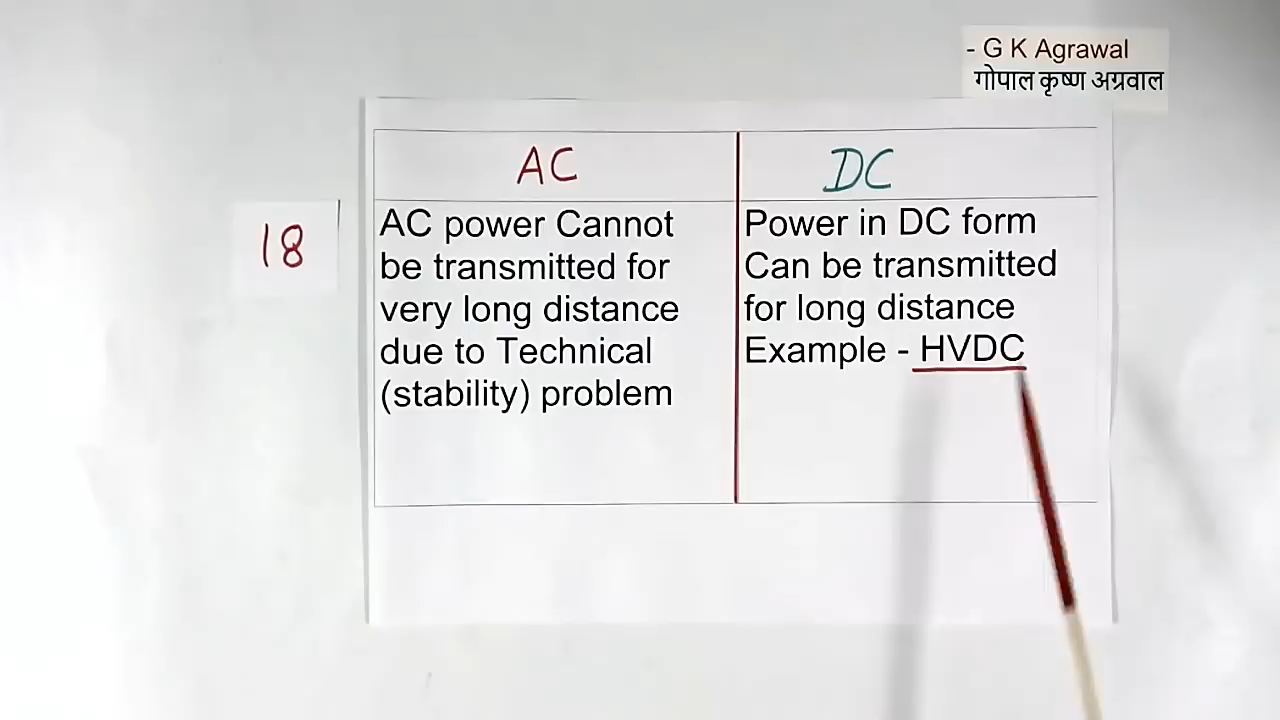 - G K Agrawal
गोपाल कृष्ण अग्रवाल
AC
DC
18
AC power Cannot
be transmitted for
very long distance
due to Technical
(stability) problem
Power in DC form
Can be transmitted
for long distance
Example - HVDC